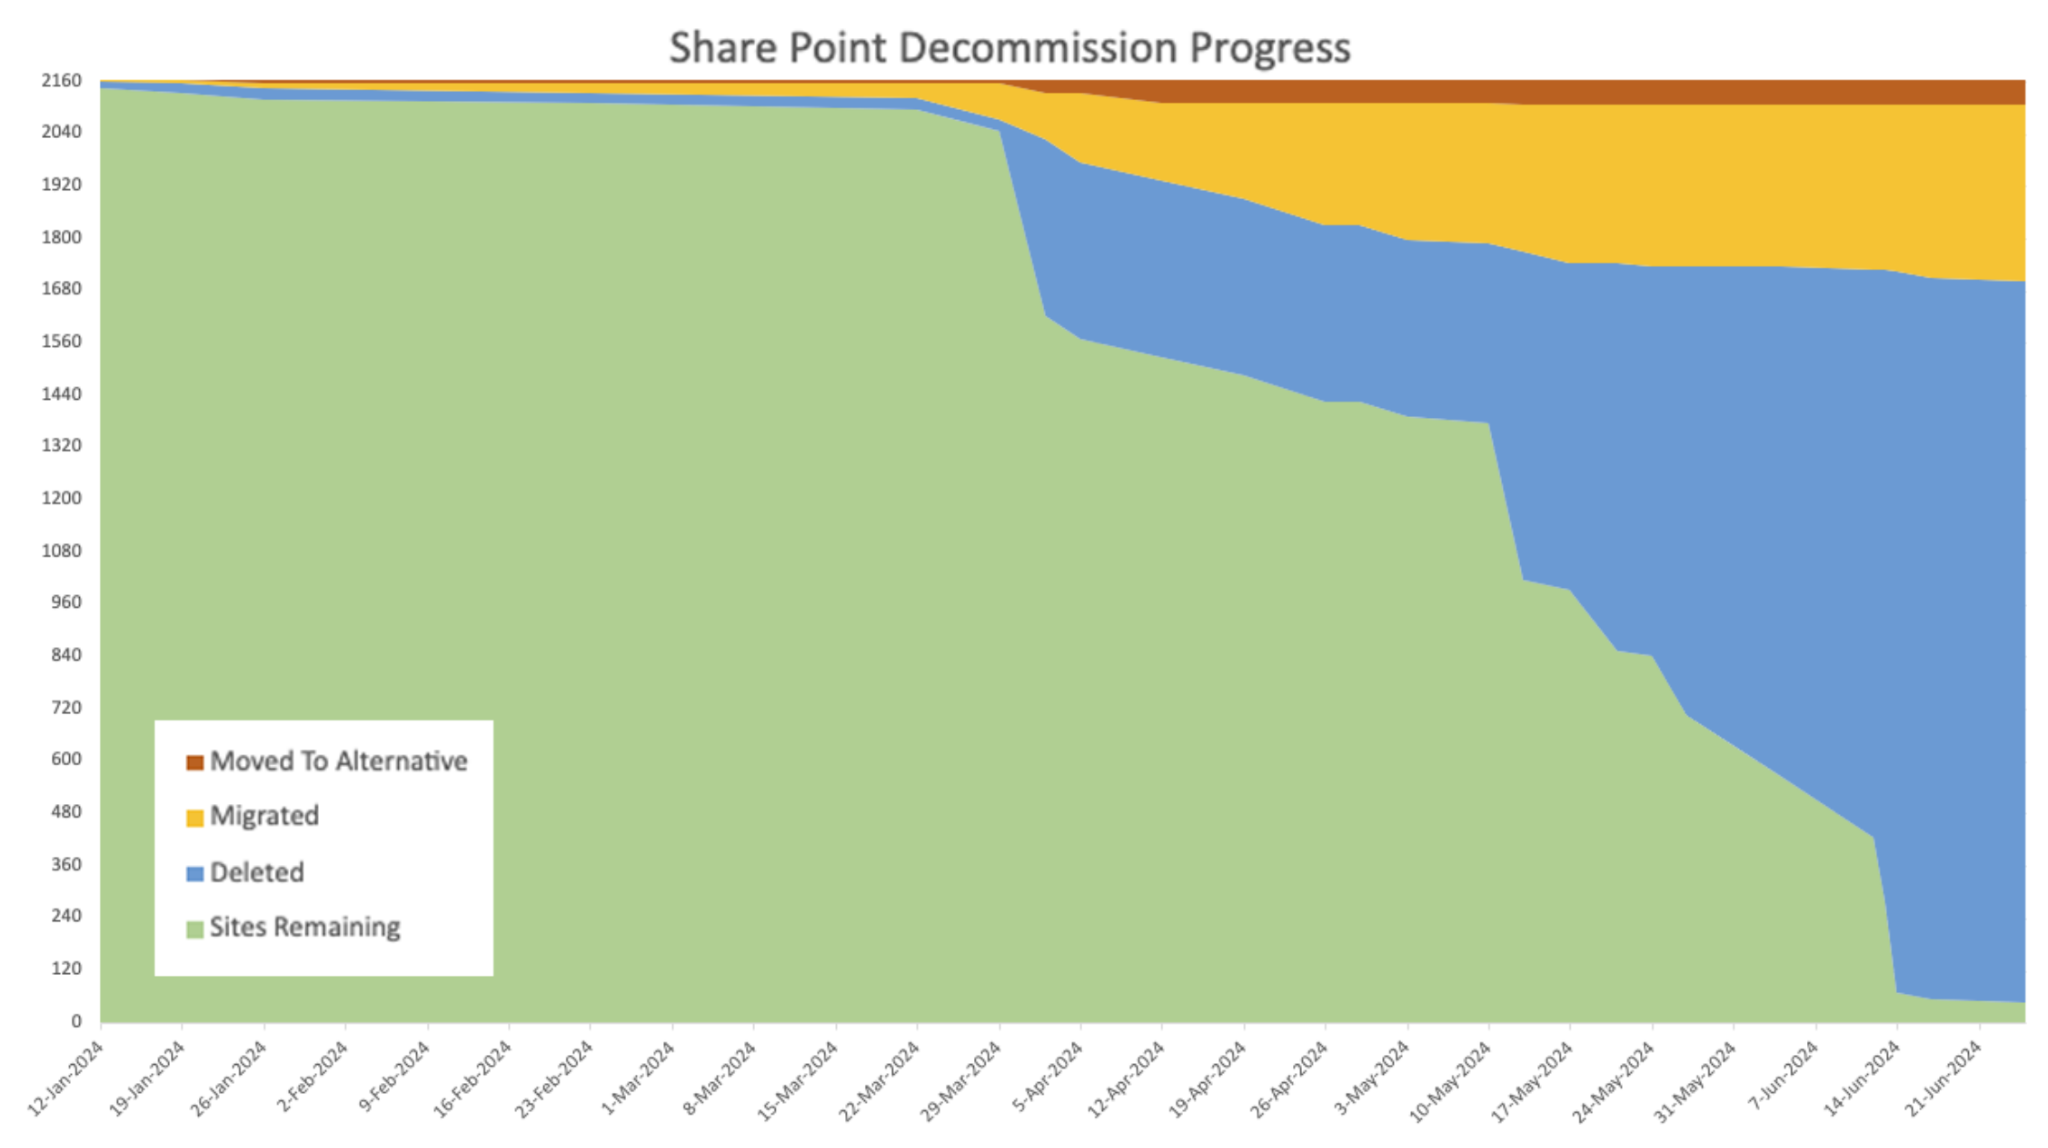 Share Point Decommission Progress
2160
2040
1920
1800
1680
1560
1440
1320
1200
1080
960
840
720
600
480
360
240
120
0
Moved To Alternative
Migrated
Deleted
Sites Remaining
12-Jan-2024
19-Jan-2024
26-Jan-2024
2-Feb-2024
9-Feb-2024
16-Feb-2024
23-Feb-2024
1-Mar-2024
8-Mar-2024
15-Mar-2024
22-Mar-2024
29-Mar-2024
5-Apr-2024
12-Apr-2024
19-Apr-2024
26-Apr-2024
3-May-2024
10-May-2024
17-May-2024
24-May-2024
31-May-2024
7-Jun-2024
14-Jun-2024
21-Jun-2024